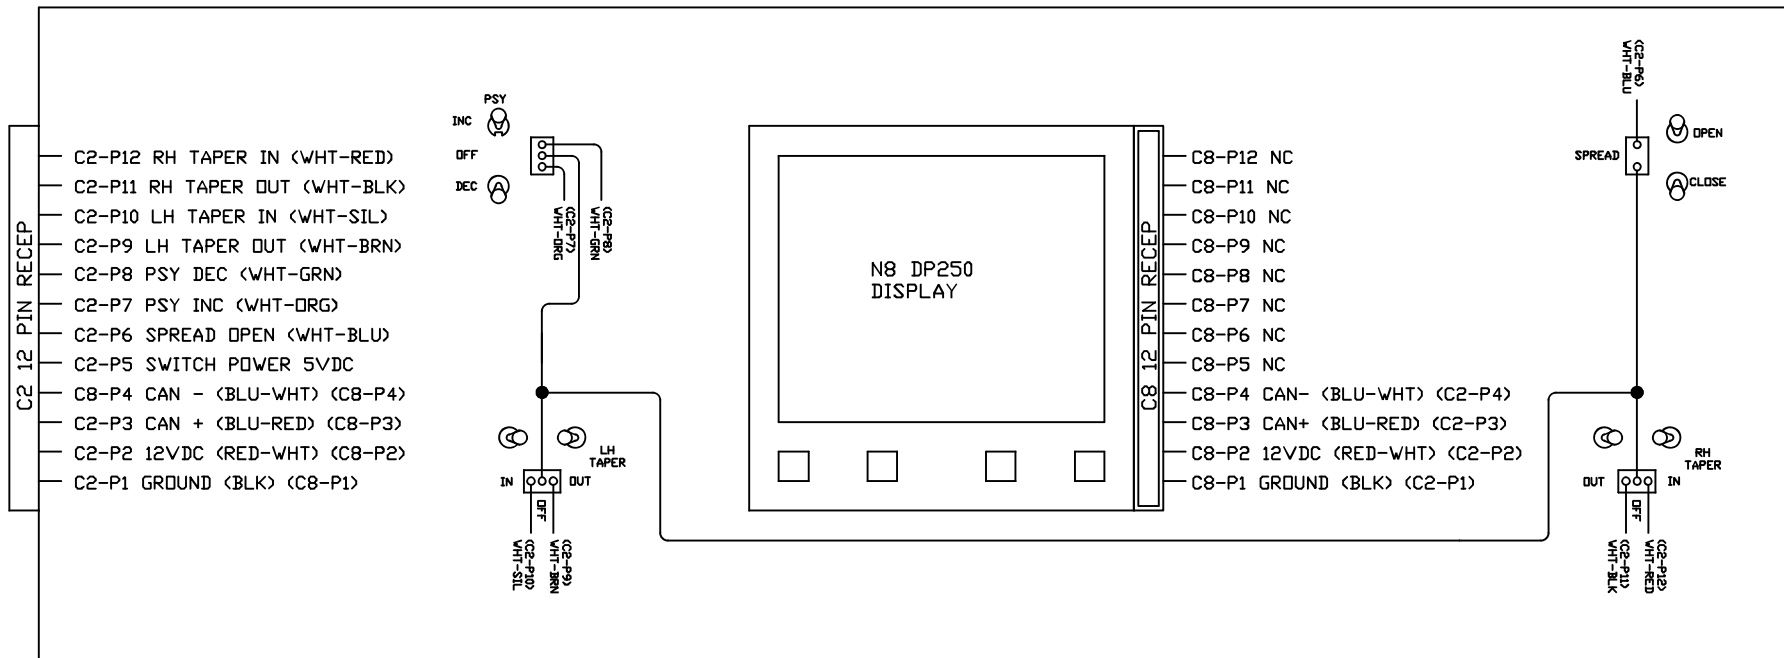 C2 12 PIN RECEP
C2-P12 RH TAPER IN (WHT-RED)
C2-P11 RH TAPER OUT (WHT-BLK)
C2-P10 LH TAPER IN (WHT-SIL)
C2-P9 LH TAPER OUT (WHT-BRN)
C2-P8 PSY DEC (WHT-GRN)
C2-P7 PSY INC (WHT-ORG)
C2-P6 SPREAD OPEN (WHT-BLU)
C2-P5 SWITCH POWER 5VDC
C8-P4 CAN - (BLU-WHT) (C8-P4)
C2-P3 CAN + (BLU-RED) (C8-P3)
C2-P2 12VDC (RED-WHT) (C8-P2)
C2-P1 GROUND (BLK) (C8-P1)
PSY
INC
OFF
DEC
(C2-P7)
WHT-ORG
(C2-P8)
WHT-GRN
LH
TAPER
IN
OUT
OFF
(C2-P10)
WHT-SIL
(C2-P9)
WHT-BRN
N8 DP250
DISPLAY
C8 12 PIN RECEP
C8-P12 NC
C8-P11 NC
C8-P10 NC
C8-P9 NC
C8-P8 NC
C8-P7 NC
C8-P6 NC
C8-P5 NC
C8-P4 CAN- (BLU-WHT) (C2-P4)
C8-P3 CAN+ (BLU-RED) (C2-P3)
C8-P2 12VDC (RED-WHT) (C2-P2)
C8-P1 GROUND (BLK) (C2-P1)
(C2-P6)
WHT-BLU
OPEN
SPREAD
CLOSE
RH
TAPER
OUT
IN
OFF
(C2-P11)
WHT-BLK
(C2-P12)
WHT-RED